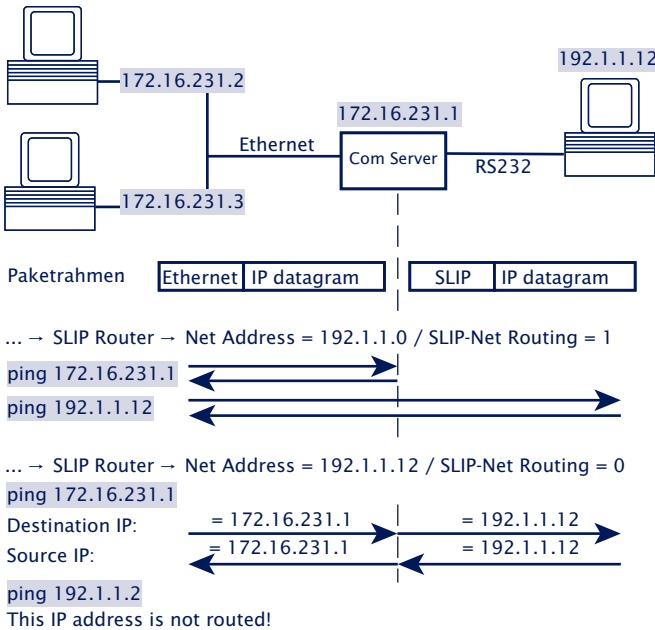 192.1.1.12
172.16.231.2
172.16.231.1
Ethernet
Com Server
RS232
172.16.231.3
Paketrahmen Ethernet IP datagram SLIP IP datagram
... → SLIP Router → Net Address = 192.1.1.0 / SLIP-Net Routing = 1
ping 172.16.231.1
ping 192.1.1.12
... → SLIP Router → Net Address = 192.1.1.12 / SLIP-Net Routing = 0
ping 172.16.231.1
Destination IP: = 172.16.231.1 = 192.1.1.12
Source IP: = 172.16.231.1 = 192.1.1.12
ping 192.1.1.2
This IP address is not routed!